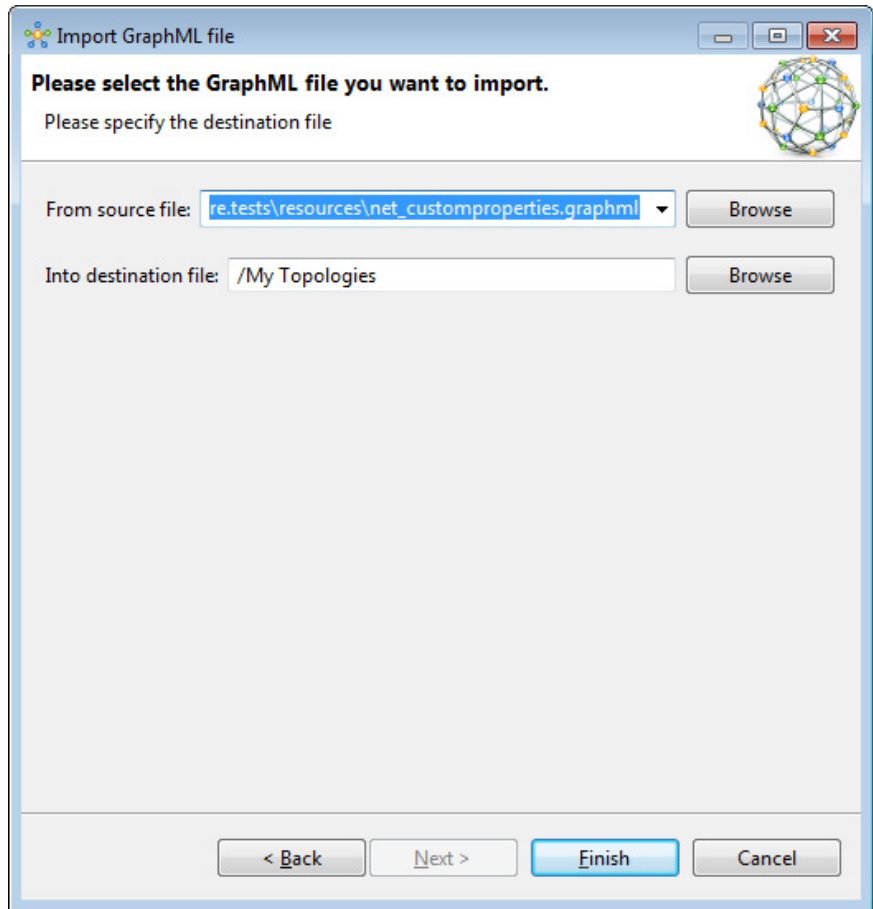 Import GraphML file
Please select the GraphML file you want to import.
Please specify the destination file
From source file: re.tests\resources\net_customproperties.graphml Browse
Into destination file: /My Topologies Browse
< Back Next > Finish Cancel